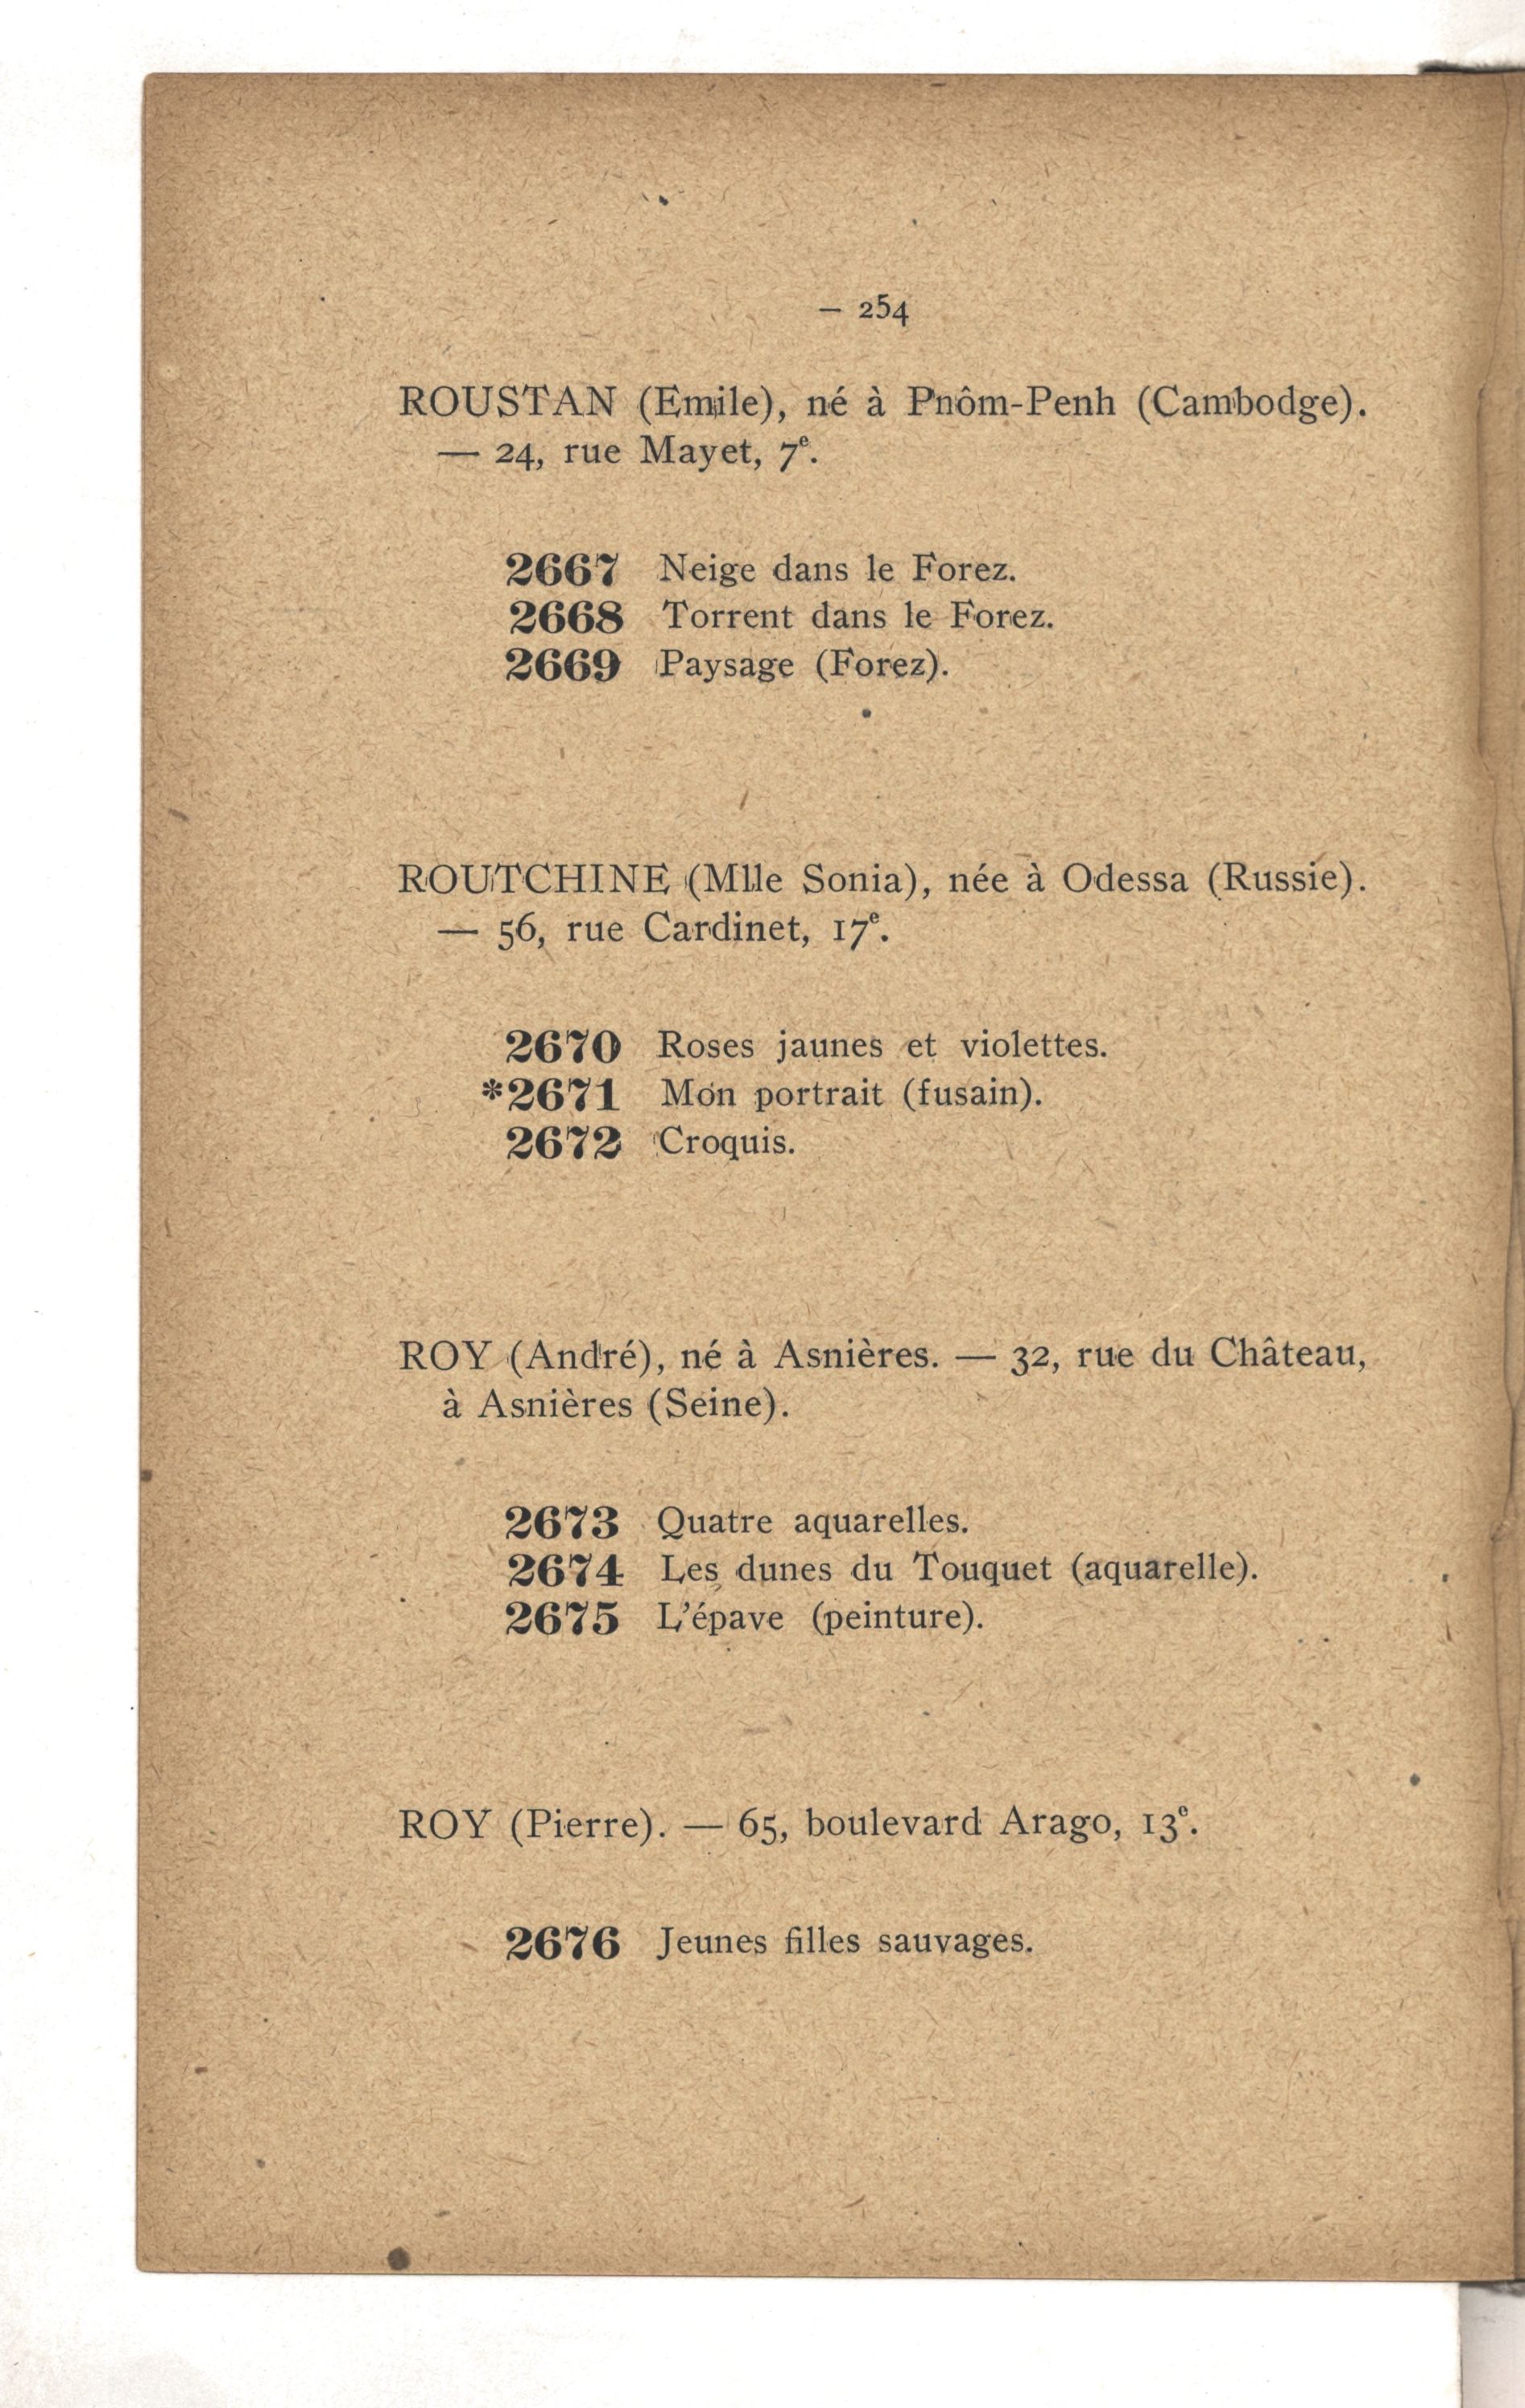 — 254
ROUSTAN (Emile), né à Pnôm-Penh (Cambodge).
— 24, rue Mayet, 7e.
2667 Neige dans le Forez.
2668 Torrent dans le Forez.
2669 Paysage (Forez).
ROUTCHINE (Mlle Sonia), née à Odessa (Russie).
— 56, rue Cardinet, 17e.
2670 Roses jaunes et violettes.
*2671 Mon portrait (fusain).
2672 Croquis.
ROY (André), né à Asnières. — 32, rue du Château,
à Asnières (Seine).
2673 Quatre aquarelles.
2674 Les dunes du Touquet (aquarelle).
2675 L'épave (peinture).
ROY (Pierre). — 65, boulevard Arago, 13e.
2676 Jeunes filles sauvages.